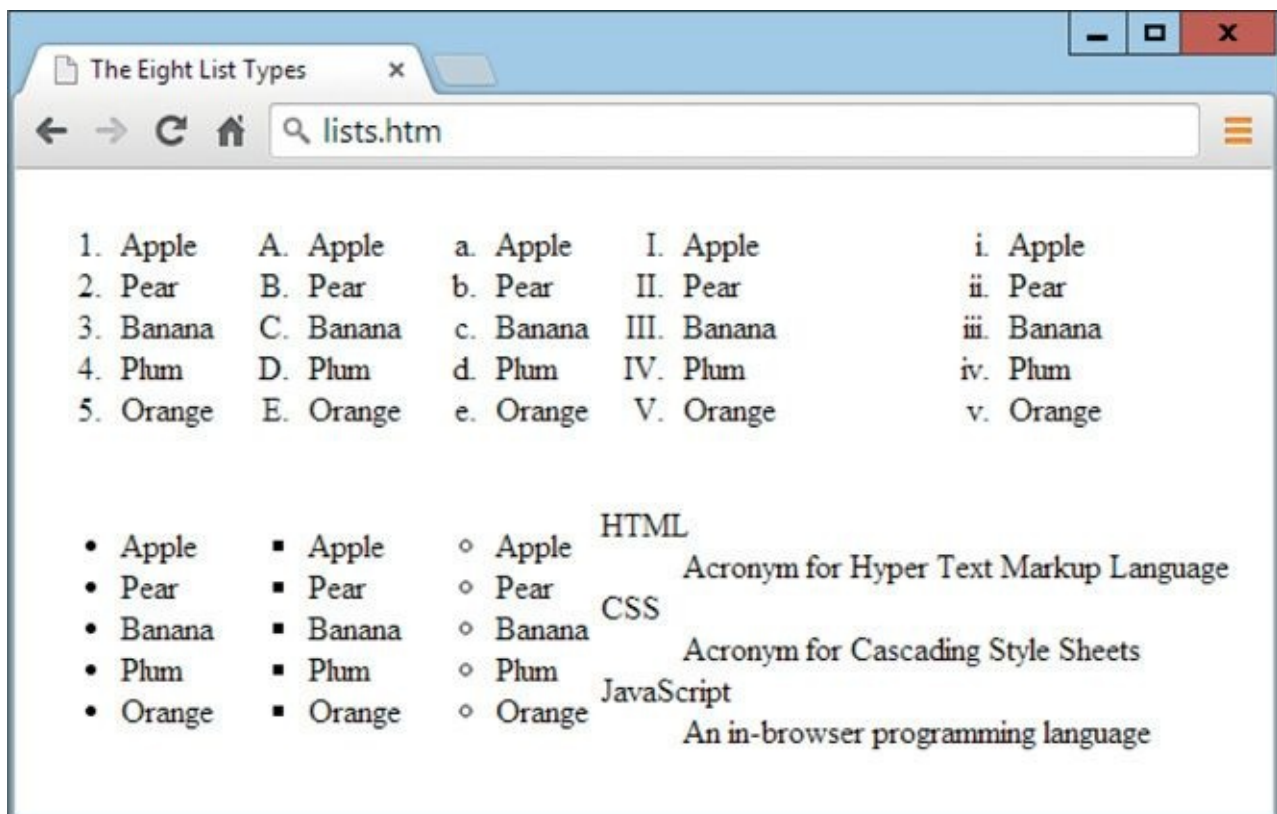 The Eight List Types
lists.htm
1. Apple A. Apple a. Apple I. Apple i. Apple
2. Pear B. Pear b. Pear II. Pear ii. Pear
3. Banana C. Banana c. Banana III. Banana iii. Banana
4. Plum D. Plum d. Plum IV. Plum iv. Plum
5. Orange E. Orange e. Orange V. Orange v. Orange
• Apple ▪ Apple ◦ Apple
• Pear ▪ Pear ◦ Pear
• Banana ▪ Banana ◦ Banana
• Plum ▪ Plum ◦ Plum
• Orange ▪ Orange ◦ Orange
HTML
Acronym for Hyper Text Markup Language
CSS
Acronym for Cascading Style Sheets
JavaScript
An in-browser programming language